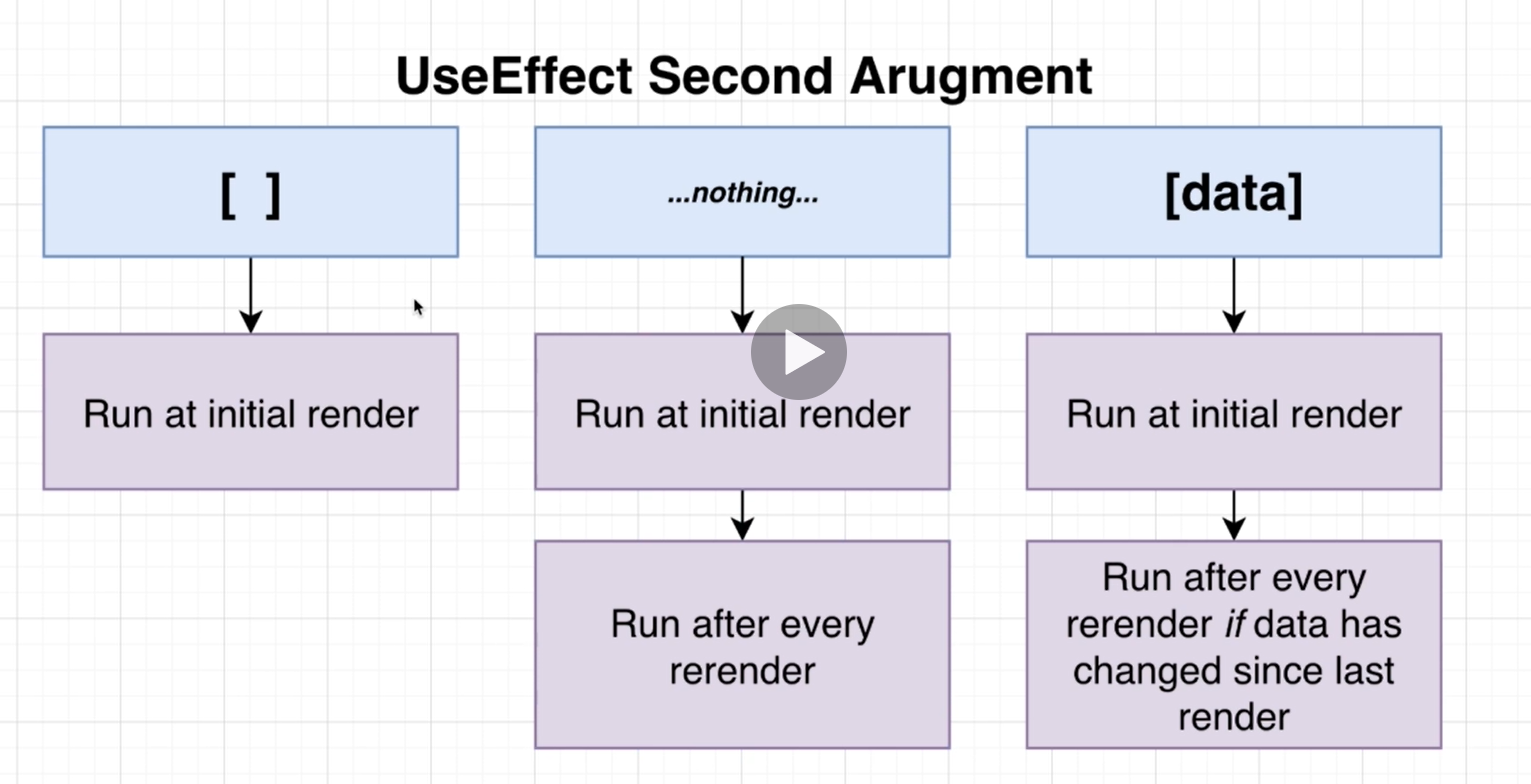 UseEffect Second Arugment
[ ]
...nothing...
[data]
Run at initial render
Run at initial render
Run at initial render
Run after every
rerender
Run after every
rerender if data has
changed since last
render